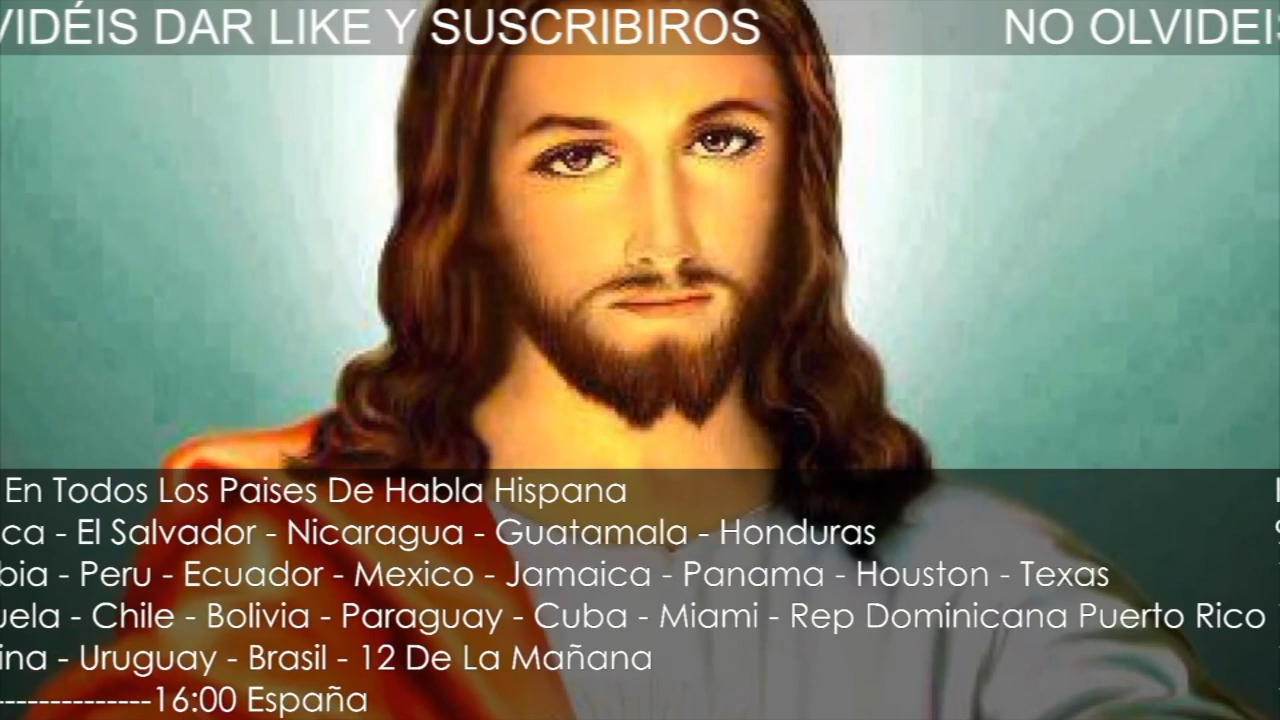 VIDÉIS DAR LIKE Y SUSCRIBIROS NO OLVIDEIS
En Todos Los Paises De Habla Hispana
ca - El Salvador - Nicaragua - Guatamala - Honduras
bia - Peru - Ecuador - Mexico - Jamaica - Panama - Houston - Texas
uela - Chile - Bolivia - Paraguay - Cuba - Miami - Rep Dominicana Puerto Rico
ina - Uruguay - Brasil - 12 De La Mañana
---------------16:00 España